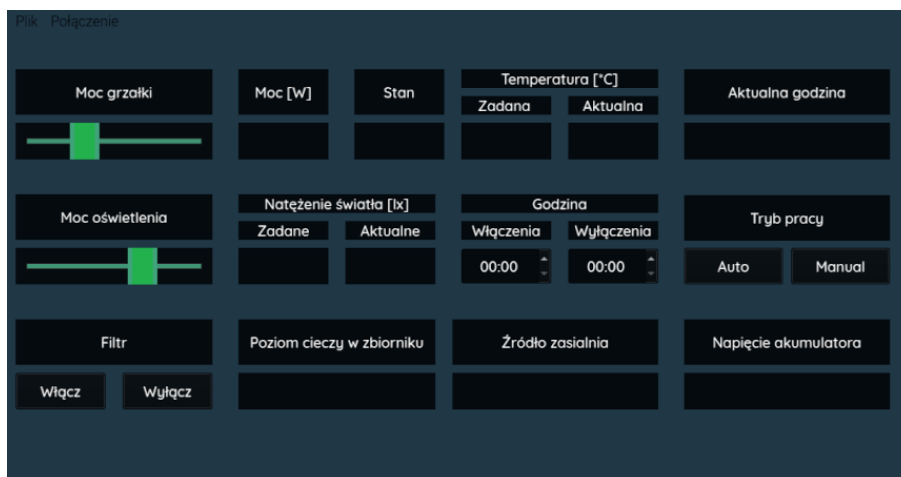 Plik Połączenie
Moc grzałki
Moc [W]
Stan
Temperatura [°C]
Zadana
Aktualna
Aktualna godzina
Moc oświetlenia
Natężenie światła [lx]
Zadane
Aktualne
Godzina
Włączenia
Wyłączenia
00:00
00:00
Tryb pracy
Auto
Manual
Filtr
Włącz
Wyłącz
Poziom cieczy w zbiorniku
Źródło zasialnia
Napięcie akumulatora